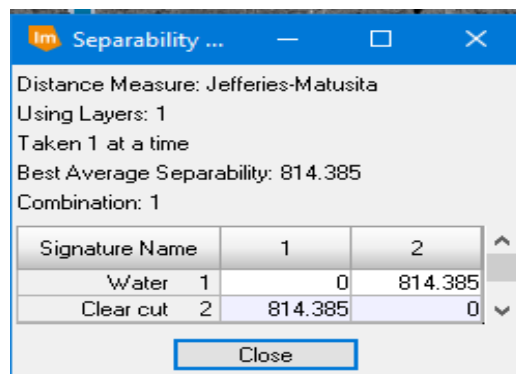 Im Separability ...
Distance Measure: Jefferies-Matusita
Using Layers: 1
Taken 1 at a time
Best Average Separability: 814.385
Combination: 1
Signature Name 1 2
Water 1 0 814.385
Clear cut 2 814.385 0
Close